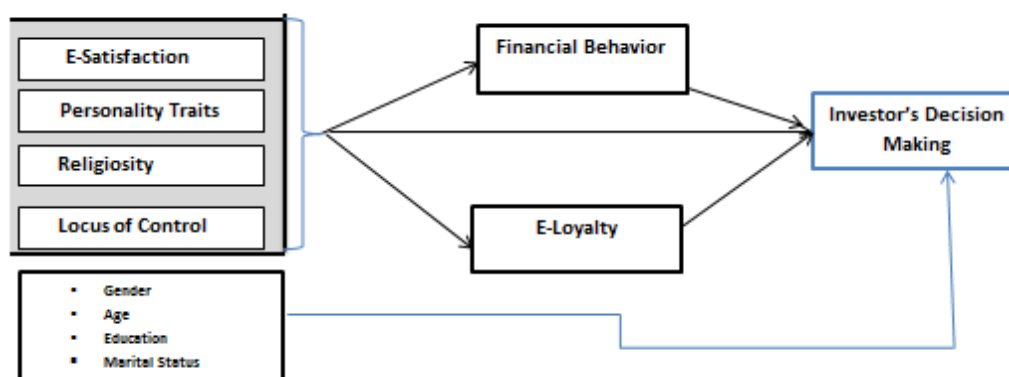 E-Satisfaction
Personality Traits
Religiosity
Locus of Control
Financial Behavior
E-Loyalty
Investor's Decision
Making
▪ Gender
▪ Age
▪ Education
▪ Marital Status